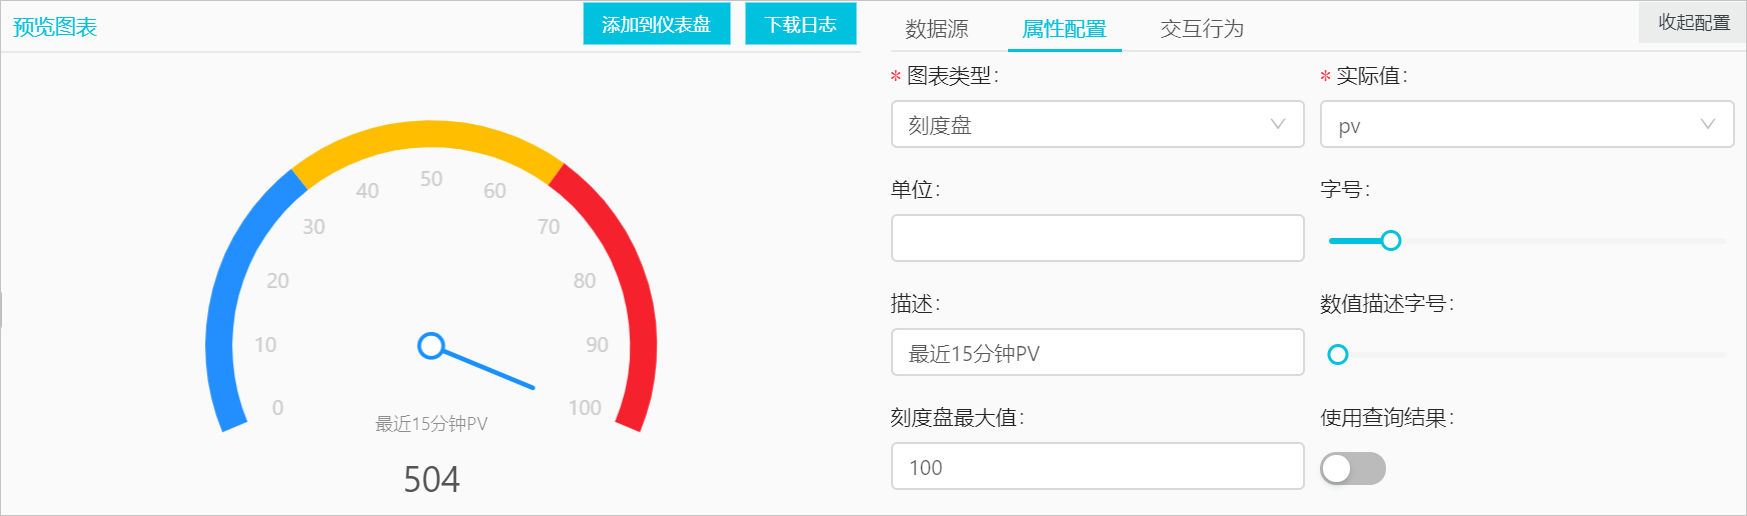 预览图表
添加到仪表盘
下载日志
50
40
60
30
70
20
80
10
90
0
100
最近15分钟PV
504
数据源
属性配置
交互行为
收起配置
* 图表类型:
* 实际值:
刻度盘
pv
单位:
字号:
描述:
数值描述字号:
最近15分钟PV
刻度盘最大值:
使用查询结果:
100